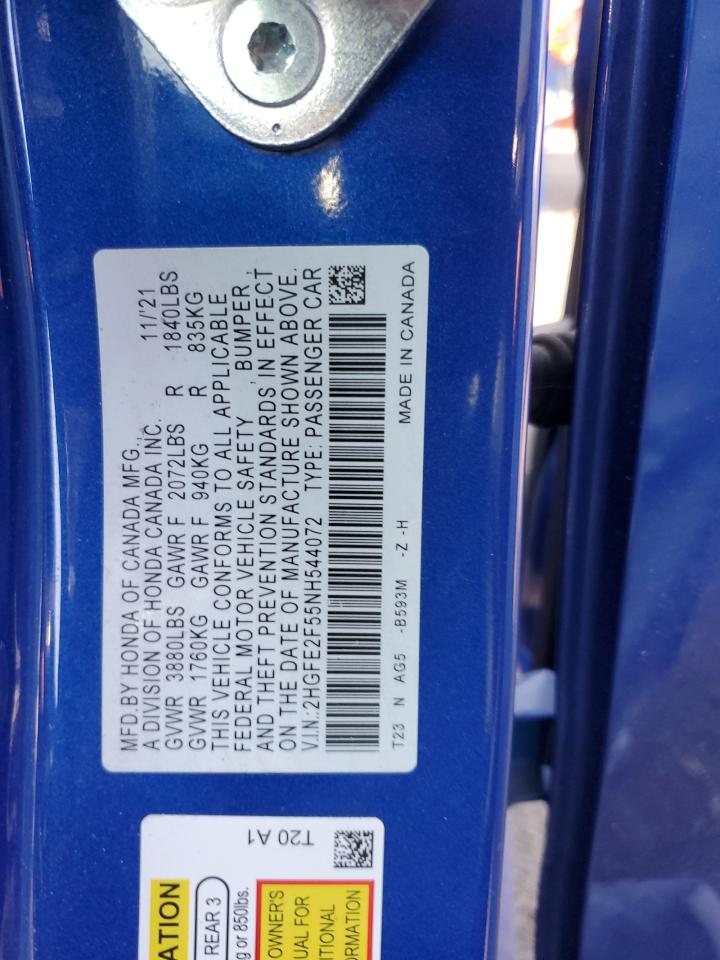 MFD.BY HONDA OF CANADA MFG.,
A DIVISION OF HONDA CANADA INC. 11/'21
GVWR 3880LBS GAWR F 2072LBS R 1840LBS
GVWR 1760KG GAWR F 940KG R 835KG
THIS VEHICLE CONFORMS TO ALL APPLICABLE
FEDERAL MOTOR VEHICLE SAFETY , BUMPER ,
AND THEFT PREVENTION STANDARDS IN EFFECT
ON THE DATE OF MANUFACTURE SHOWN ABOVE.
V.I.N.:2HGFE2F55NH544072 TYPE: PASSENGER CAR
T23 N AG5 -B593M -Z -H MADE IN CANADA
T20 A1
ATION
REAR 3
g or 850lbs.
OWNER'S
UAL FOR
ITIONAL
ORMATION